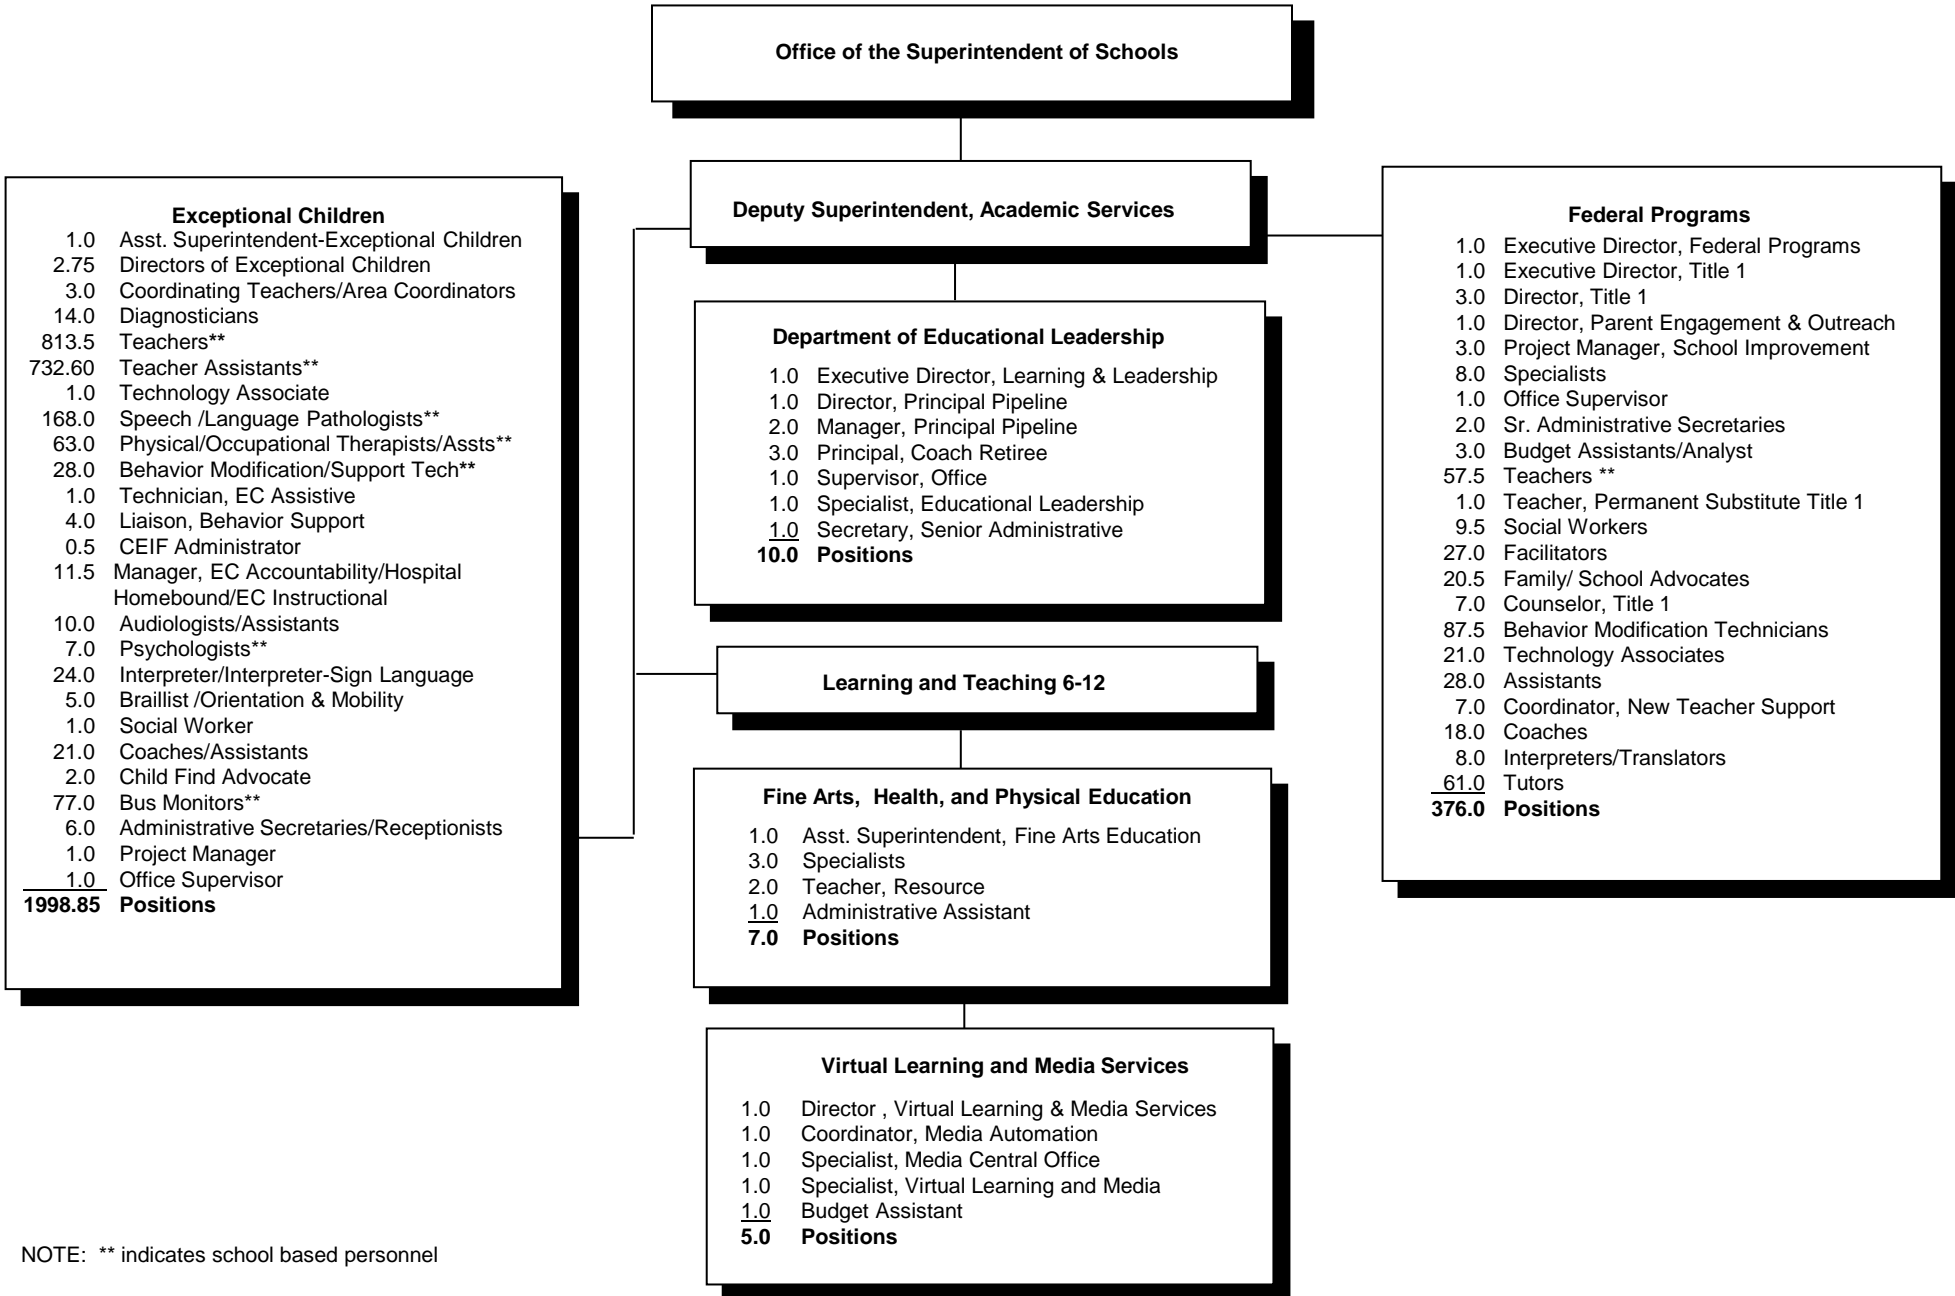 Office of the Superintendent of Schools
Deputy Superintendent, Academic Services
Exceptional Children
1.0 Asst. Superintendent-Exceptional Children
2.75 Directors of Exceptional Children
3.0 Coordinating Teachers/Area Coordinators
14.0 Diagnosticians
813.5 Teachers**
732.60 Teacher Assistants**
1.0 Technology Associate
168.0 Speech /Language Pathologists**
63.0 Physical/Occupational Therapists/Assts**
28.0 Behavior Modification/Support Tech**
1.0 Technician, EC Assistive
4.0 Liaison, Behavior Support
0.5 CEIF Administrator
11.5 Manager, EC Accountability/Hospital
Homebound/EC Instructional
10.0 Audiologists/Assistants
7.0 Psychologists**
24.0 Interpreter/Interpreter-Sign Language
5.0 Braillist /Orientation & Mobility
1.0 Social Worker
21.0 Coaches/Assistants
2.0 Child Find Advocate
77.0 Bus Monitors**
6.0 Administrative Secretaries/Receptionists
1.0 Project Manager
1.0 Office Supervisor
1998.85 Positions
Department of Educational Leadership
1.0 Executive Director, Learning & Leadership
1.0 Director, Principal Pipeline
2.0 Manager, Principal Pipeline
3.0 Principal, Coach Retiree
1.0 Supervisor, Office
1.0 Specialist, Educational Leadership
1.0 Secretary, Senior Administrative
10.0 Positions
Learning and Teaching 6-12
Fine Arts, Health, and Physical Education
1.0 Asst. Superintendent, Fine Arts Education
3.0 Specialists
2.0 Teacher, Resource
1.0 Administrative Assistant
7.0 Positions
Virtual Learning and Media Services
1.0 Director , Virtual Learning & Media Services
1.0 Coordinator, Media Automation
1.0 Specialist, Media Central Office
1.0 Specialist, Virtual Learning and Media
1.0 Budget Assistant
5.0 Positions
Federal Programs
1.0 Executive Director, Federal Programs
1.0 Executive Director, Title 1
3.0 Director, Title 1
1.0 Director, Parent Engagement & Outreach
3.0 Project Manager, School Improvement
8.0 Specialists
1.0 Office Supervisor
2.0 Sr. Administrative Secretaries
3.0 Budget Assistants/Analyst
57.5 Teachers **
1.0 Teacher, Permanent Substitute Title 1
9.5 Social Workers
27.0 Facilitators
20.5 Family/ School Advocates
7.0 Counselor, Title 1
87.5 Behavior Modification Technicians
21.0 Technology Associates
28.0 Assistants
7.0 Coordinator, New Teacher Support
18.0 Coaches
8.0 Interpreters/Translators
61.0 Tutors
376.0 Positions
NOTE: ** indicates school based personnel